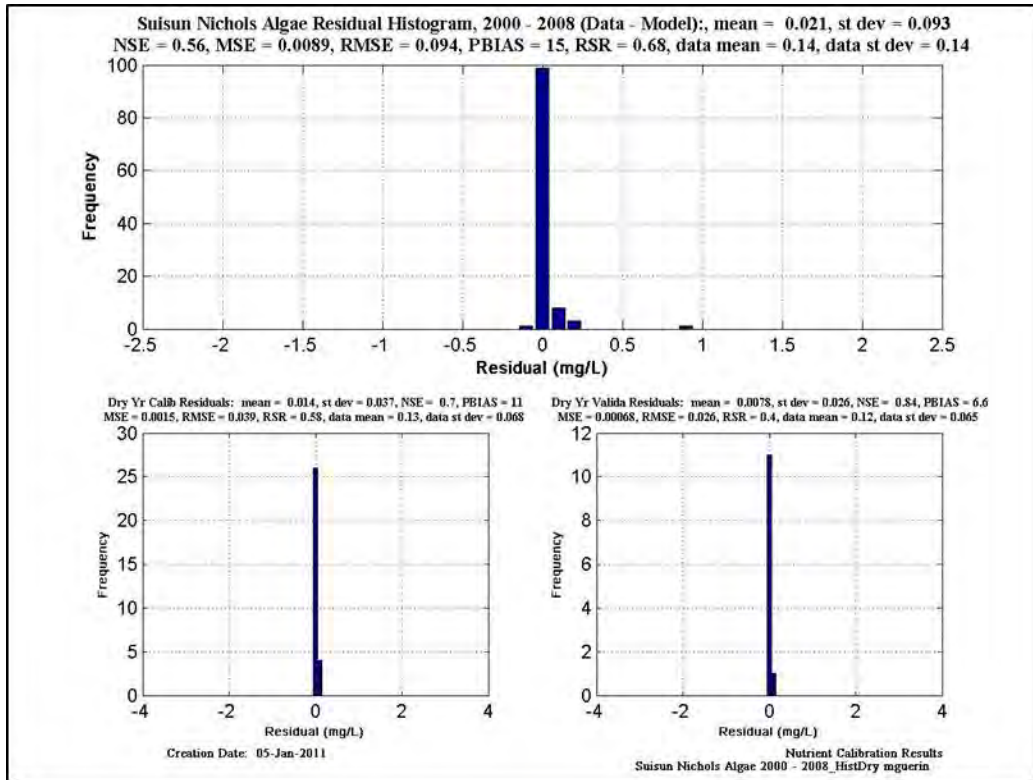 Suisun Nichols Algae Residual Histogram, 2000 - 2008 (Data - Model):, mean = 0.021, st dev = 0.093
NSE = 0.56, MSE = 0.0089, RMSE = 0.094, PBIAS = 15, RSR = 0.68, data mean = 0.14, data st dev = 0.14
100
80
60
40
20
0
Frequency
-2.5 -2 -1.5 -1 -0.5 0 0.5 1 1.5 2 2.5
Residual (mg/L)
Dry Yr Calib Residuals: mean = 0.014, st dev = 0.037, NSE = 0.7, PBIAS = 11
MSE = 0.0015, RMSE = 0.039, RSR = 0.58, data mean = 0.13, data st dev = 0.068
30
25
20
15
10
5
0
Frequency
-4 -2 0 2 4
Residual (mg/L)
Dry Yr Valida Residuals: mean = 0.0078, st dev = 0.026, NSE = 0.84, PBIAS = 6.6
MSE = 0.00068, RMSE = 0.026, RSR = 0.4, data mean = 0.12, data st dev = 0.065
12
10
8
6
4
2
0
Frequency
-4 -2 0 2 4
Residual (mg/L)
Creation Date: 05-Jan-2011
Nutrient Calibration Results
Suisun Nichols Algae 2000 - 2008_HistDry mguerin